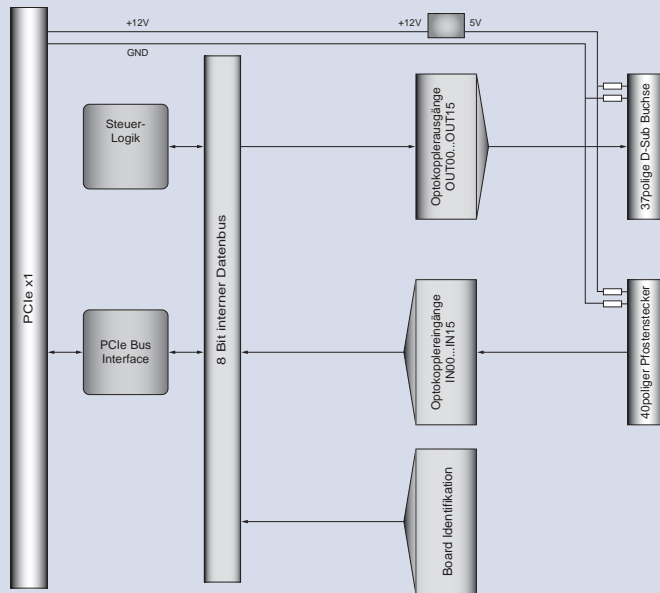 +12V
+12V
5V
GND
Steuer-
Logik
PCIe Bus
Interface
PCIe x1
8 Bit interner Datenbus
Optokopplerausgänge
OUT00...OUT15
Optokopplereingänge
IN00...IN15
Board Identifikation
37polige D-Sub Buchse
40poliger Pfostenstecker